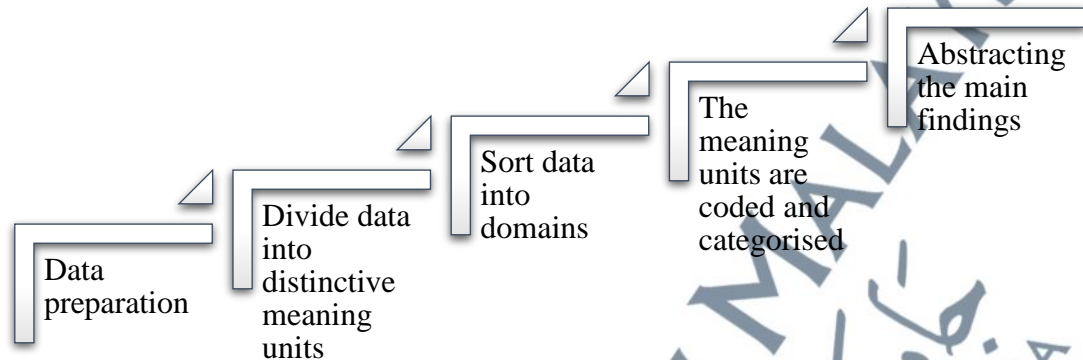 Data
preparation
Divide data
into
distinctive
meaning
units
Sort data
into
domains
The
meaning
units are
coded and
categorised
Abstracting
the main
findings
MALA